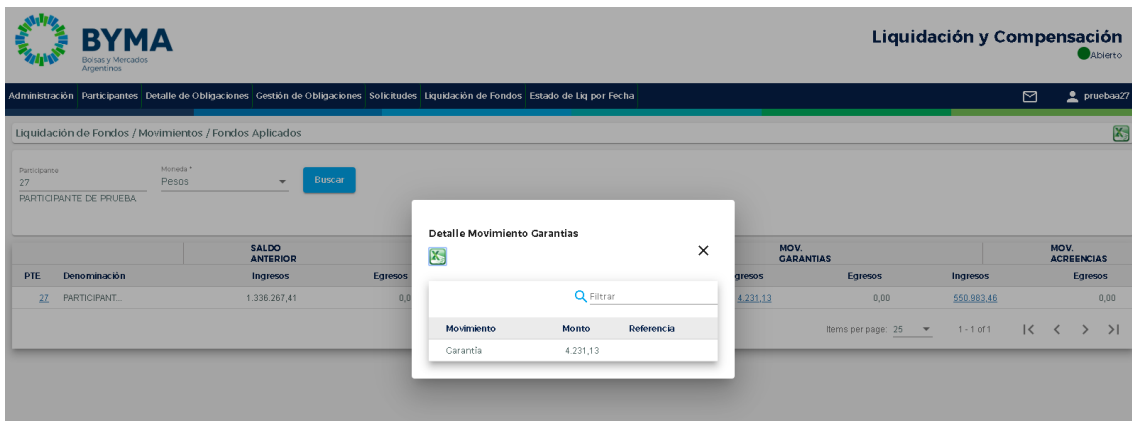 BYMA
Bolsas y Mercados
Argentinos
Liquidación y Compensación
Abierto
Administración Participantes Detalle de Obligaciones Gestión de Obligaciones Solicitudes Liquidación de Fondos Estado de Liq por Fecha pruebaa27
Liquidación de Fondos / Movimientos / Fondos Aplicados
Participante Moneda *
27 Pesos Buscar
PARTICIPANTE DE PRUEBA
Detalle Movimiento Garantias
Filtrar
Movimiento Monto Referencia
Garantía 4.231,13
SALDO ANTERIOR MOV. GARANTIAS MOV. ACREENCIAS
PTE Denominación Ingresos Egresos Egresos Ingresos Egresos
27 PARTICIPANT... 1.336.267,41 4.231,13 0,00 550.983,46 0,00
Items per page: 25 1 - 1 of 1